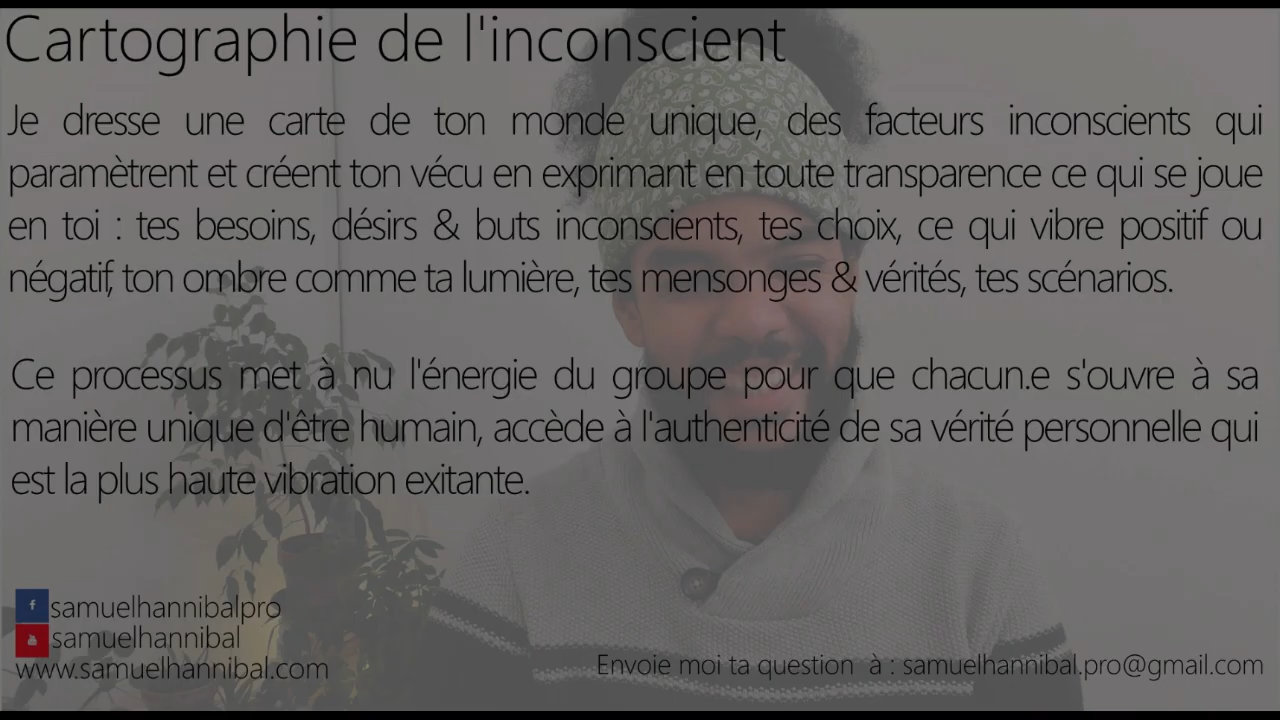 Cartographie de l'inconscient
Je dresse une carte de ton monde unique, des facteurs inconscients qui
paramètrent et créent ton vécu en exprimant en toute transparence ce qui se joue
en toi : tes besoins, désirs & buts inconscients, tes choix, ce qui vibre positif ou
négatif, ton ombre comme ta lumière, tes mensonges & vérités, tes scénarios.
Ce processus met à nu l'énergie du groupe pour que chacun.e s'ouvre à sa
manière unique d'être humain, accède à l'authenticité de sa vérité personnelle qui
est la plus haute vibration exitante.
f samuelhannibalpro
samuelhannibal
www.samuelhannibal.com
Envoie moi ta question à : samuelhannibal.pro@gmail.com